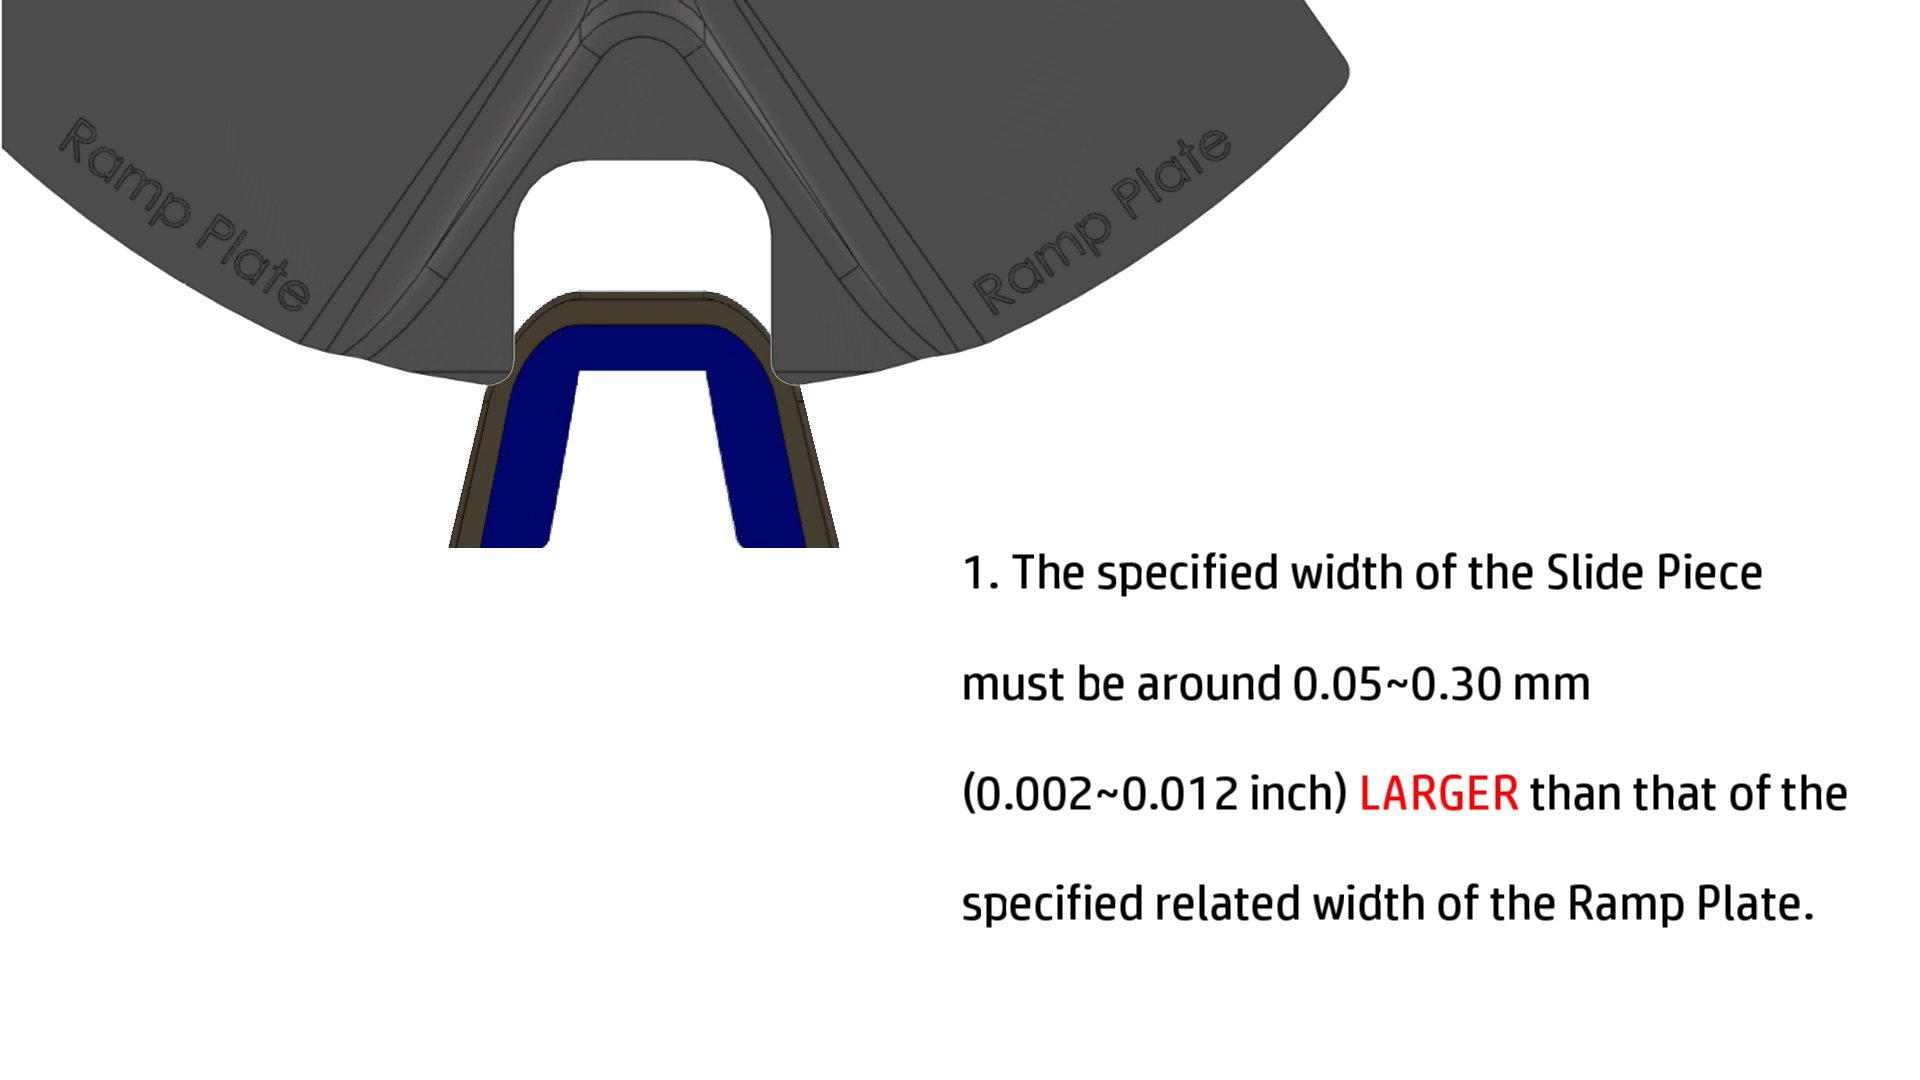 Ramp Plate
Ramp Plate
1. The specified width of the Slide Piece
must be around 0.05~0.30 mm
(0.002~0.012 inch) LARGER than that of the
specified related width of the Ramp Plate.